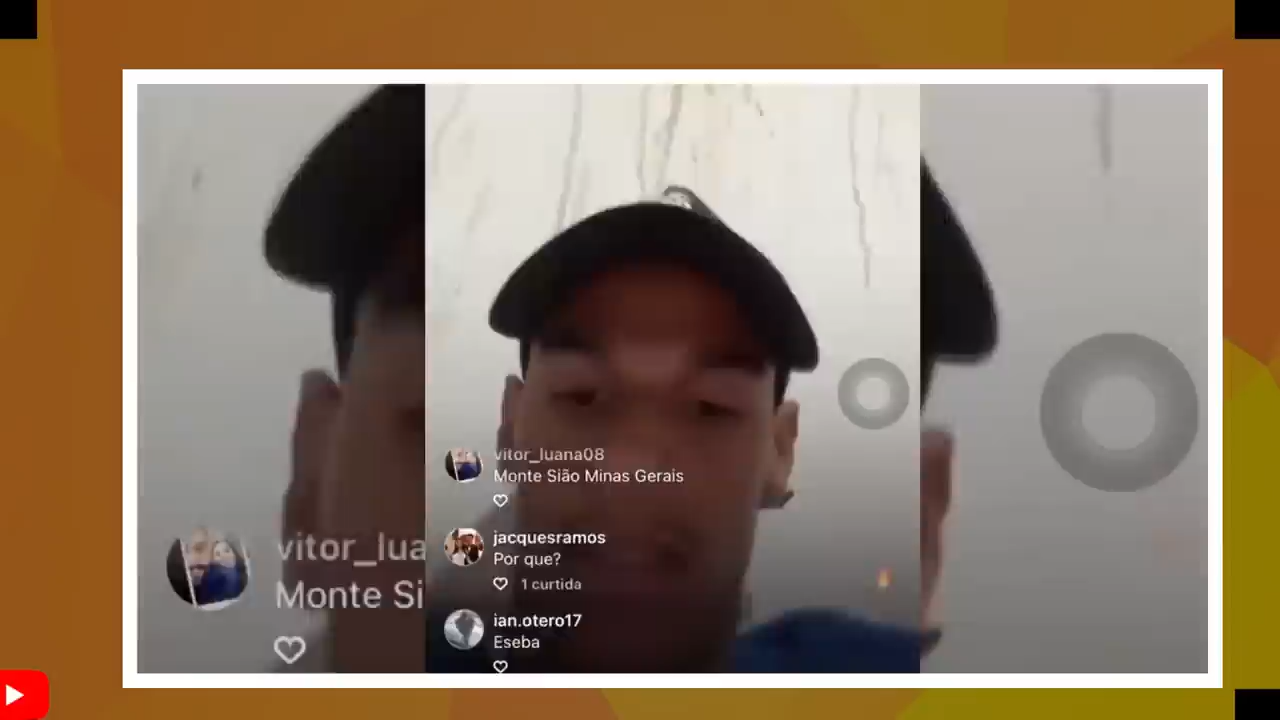 vitor_luana08
Monte Sião Minas Gerais
jacquesramos
Por que?
1 curtida
ian.otero17
Eseba
vitor_lua
Monte Si